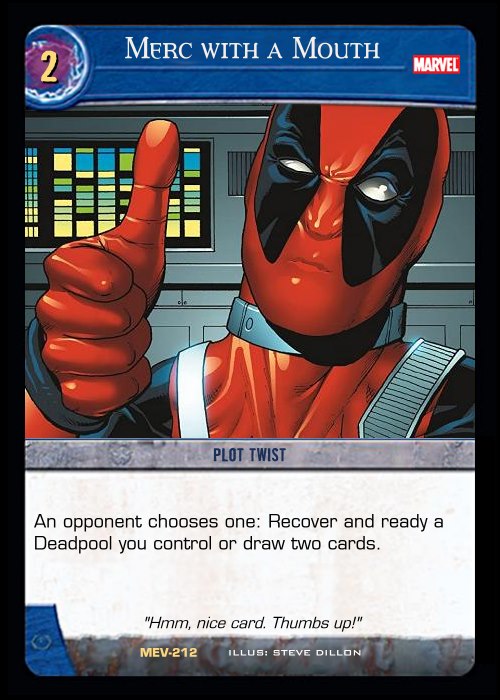 2
Merc with a Mouth
MARVEL
PLOT TWIST
An opponent chooses one: Recover and ready a
Deadpool you control or draw two cards.
"Hmm, nice card. Thumbs up!"
MEV-212 ILLUS: STEVE DILLON